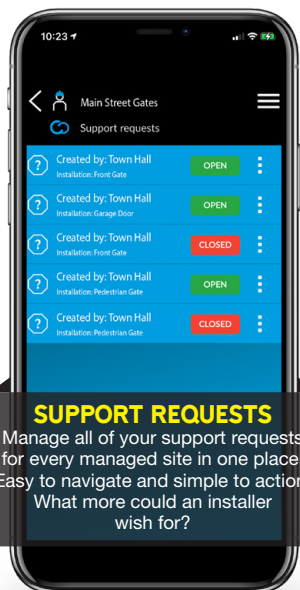 10:23
Main Street Gates
Support requests
Created by: Town Hall
Installation: Front Gate
OPEN
Created by: Town Hall
Installation: Garage Door
OPEN
Created by: Town Hall
Installation: Front Gate
CLOSED
Created by: Town Hall
Installation: Pedestrian Gate
OPEN
Created by: Town Hall
Installation: Pedestrian Gate
CLOSED
SUPPORT REQUESTS
Manage all of your support requests
for every managed site in one place
Easy to navigate and simple to action
What more could an installer
wish for?